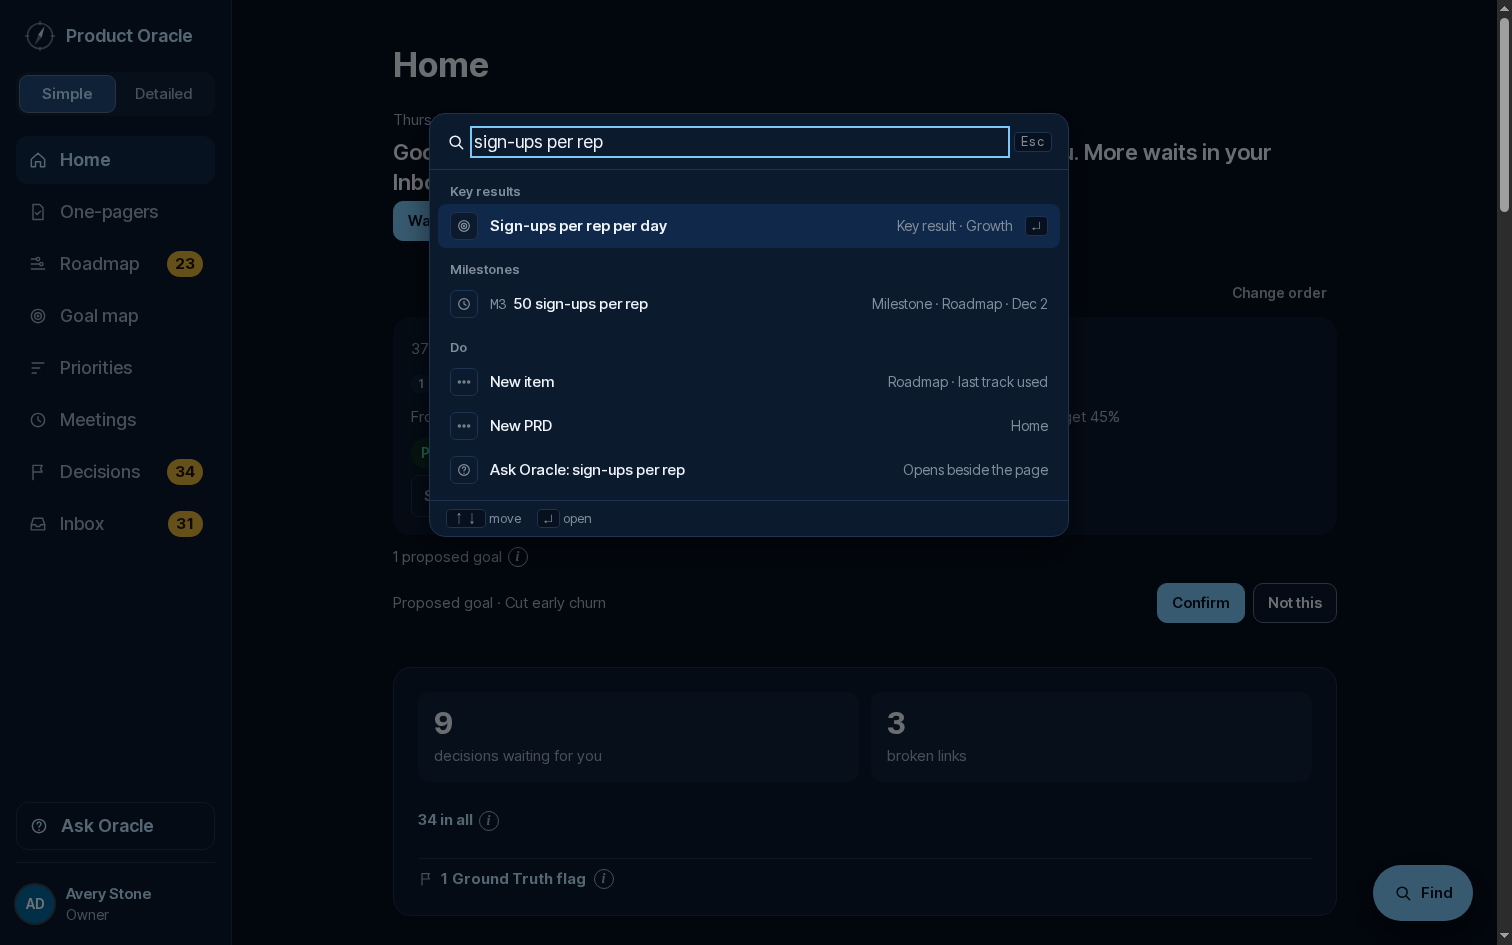 Product Oracle
Simple
Detailed
Home
One-pagers
Roadmap
23
Goal map
Priorities
Meetings
Decisions
34
Inbox
31
Ask Oracle
AD
Avery Stone
Owner
Home
sign-ups per rep
Esc
More waits in your
Key results
Sign-ups per rep per day
Key result · Growth
Milestones
M3 50 sign-ups per rep
Milestone · Roadmap · Dec 2
Do
New item
Roadmap · last track used
New PRD
Home
Ask Oracle: sign-ups per rep
Opens beside the page
↑ ↓ move
↵ open
Change order
37
1
45%
1 proposed goal
Proposed goal · Cut early churn
Confirm
Not this
9
decisions waiting for you
3
broken links
34 in all
1 Ground Truth flag
Find